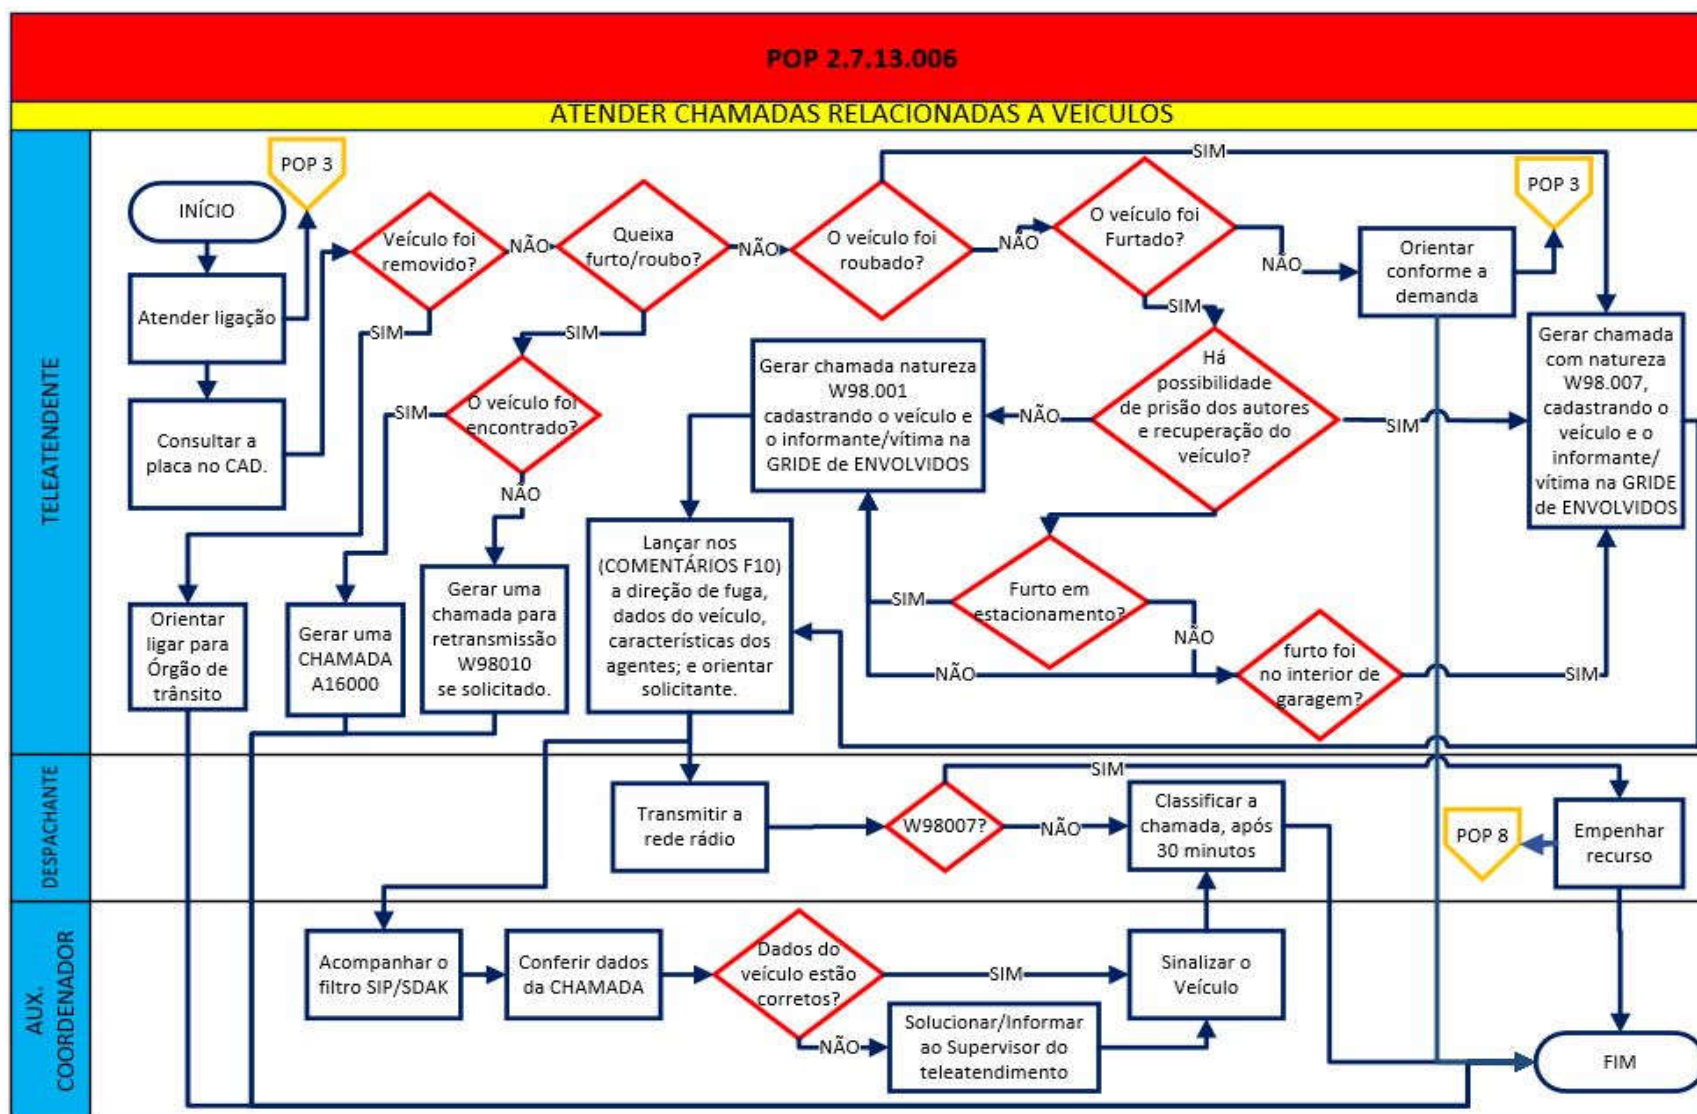 POP 2.7.13.006
ATENDER CHAMADAS RELACIONADAS A VEÍCULOS
TELEATENDENTE
INÍCIO
POP 3
Atender ligação
Consultar a
placa no CAD.
Veículo foi
removido?
NÃO
SIM
Queixa
furto/roubo?
NÃO
SIM
O veículo foi
roubado?
SIM
NÃO
O veículo foi
Furtado?
NÃO
SIM
Orientar
conforme a
demanda
POP 3
O veículo foi
encontrado?
SIM
NÃO
Há
possibilidade
de prisão dos autores
e recuperação do
veículo?
NÃO
SIM
Gerar chamada natureza
W98.001
cadastrando o veículo e
o informante/vítima na
GRIDE de ENVOLVIDOS
Gerar chamada
com natureza
W98.007,
cadastrando o
veículo e o
informante/
vítima na GRIDE
de ENVOLVIDOS
Orientar
ligar para
Órgão de
trânsito
Gerar uma
CHAMADA
A16000
Gerar uma
chamada para
retransmissão
W98010
se solicitado.
Lançar nos
(COMENTÁRIOS F10)
a direção de fuga,
dados do veículo,
características dos
agentes; e orientar
solicitante.
Furto em
estacionamento?
SIM
NÃO
furto foi
no interior de
garagem?
NÃO
SIM
DESPACHANTE
Transmitir a
rede rádio
W98007?
SIM
NÃO
Classificar a
chamada, após
30 minutos
POP 8
Empenhar
recurso
AUX.
COORDENADOR
Acompanhar o
filtro SIP/SDAK
Conferir dados
da CHAMADA
Dados do
veículo estão
corretos?
SIM
NÃO
Solucionar/Informar
ao Supervisor do
teleatendimento
Sinalizar o
Veículo
FIM